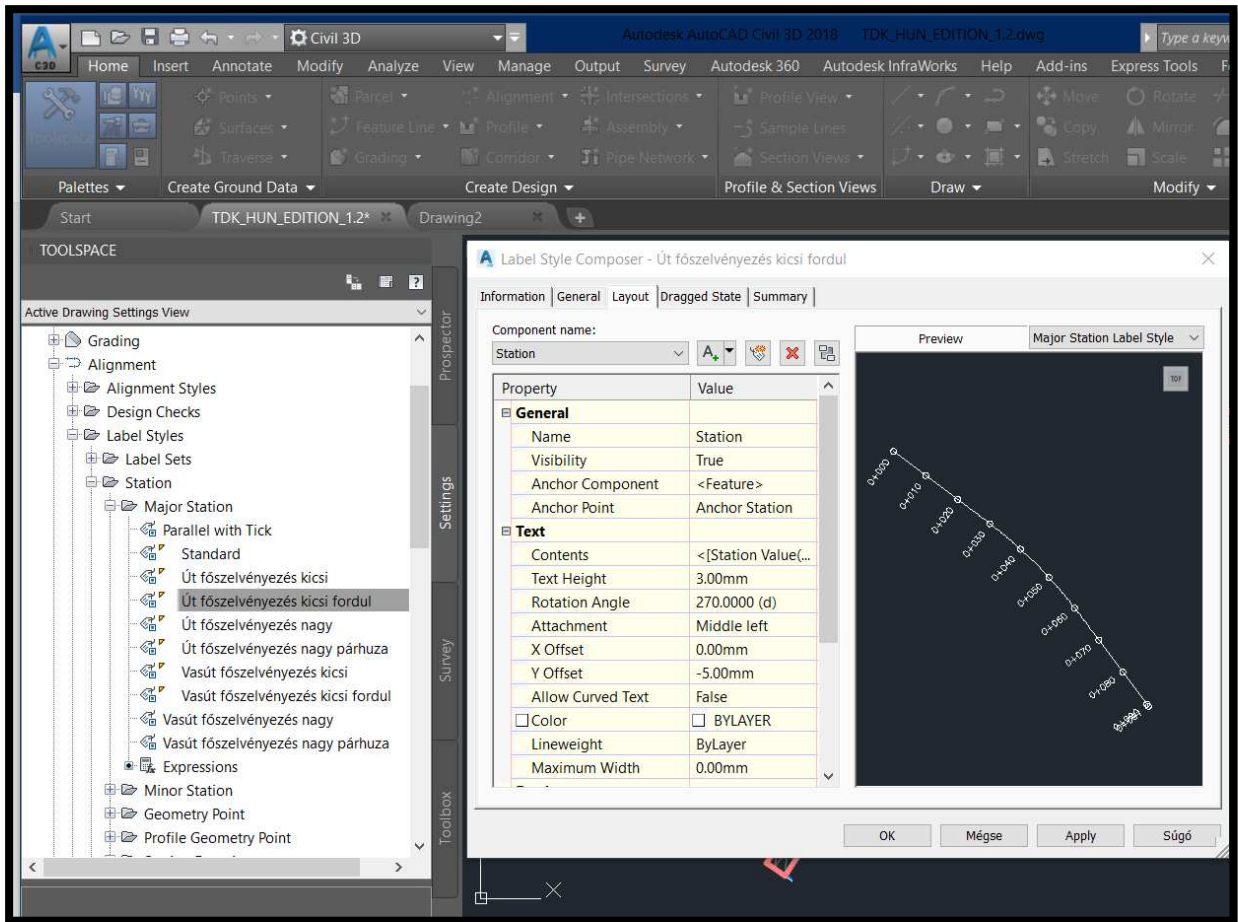 Civil 3D
Autodesk AutoCAD Civil 3D 2018 TDK_HUN_EDITION_1.2.dwg
Type a keyw
C3D
Home Insert Annotate Modify Analyze View Manage Output Survey Autodesk 360 Autodesk InfraWorks Help Add-ins Express Tools F
Points Parcel Alignment Intersections Profile View Move Rotate
Surfaces Feature Line Profile Assembly Sample Lines Copy Mirror
Traverse Grading Corridor Pipe Network Section Views Stretch Scale
Palettes Create Ground Data Create Design Profile & Section Views Draw Modify
Start TDK_HUN_EDITION_1.2* Drawing2
TOOLSPACE
Active Drawing Settings View
Grading
Alignment
Alignment Styles
Design Checks
Label Styles
Label Sets
Station
Major Station
Parallel with Tick
Standard
Út főszelvényezés kicsi
Út főszelvényezés kicsi fordul
Út főszelvényezés nagy
Út főszelvényezés nagy párhuza
Vasút főszelvényezés kicsi
Vasút főszelvényezés kicsi fordul
Vasút főszelvényezés nagy
Vasút főszelvényezés nagy párhuza
Expressions
Minor Station
Geometry Point
Profile Geometry Point
Prospector
Settings
Survey
Toolbox
Label Style Composer - Út főszelvényezés kicsi fordul
Information General Layout Dragged State Summary
Component name:
Station
Property Value
General
Name Station
Visibility True
Anchor Component <Feature>
Anchor Point Anchor Station
Text
Contents <[Station Value(...
Text Height 3.00mm
Rotation Angle 270.0000 (d)
Attachment Middle left
X Offset 0.00mm
Y Offset -5.00mm
Allow Curved Text False
Color BYLAYER
Lineweight ByLayer
Maximum Width 0.00mm
Preview Major Station Label Style
TOP
0+000
0+010
0+020
0+030
0+040
0+050
0+060
0+070
0+080
OK Mégse Apply Súgó
X